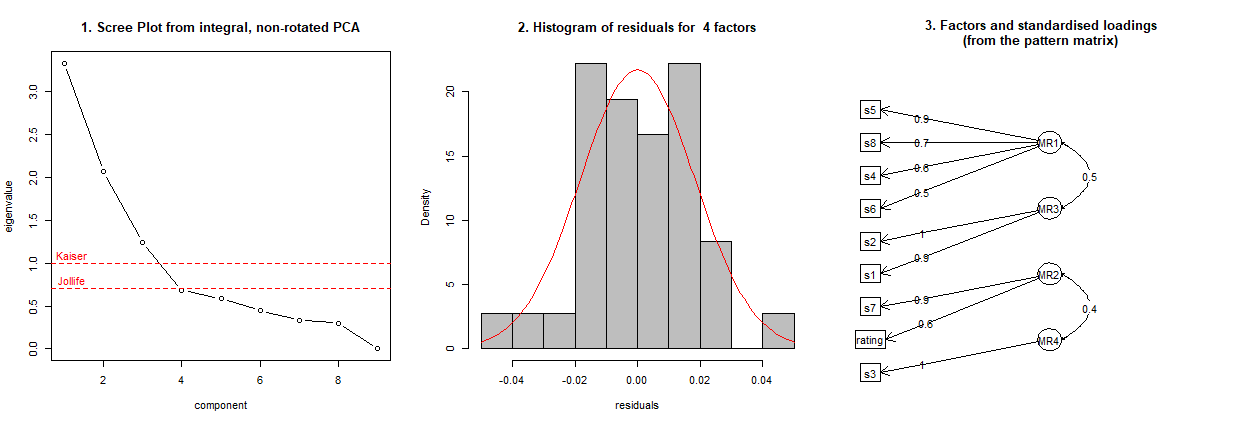 1. Scree Plot from integral, non-rotated PCA
eigenvalue
3.0
2.5
2.0
1.5
1.0
0.5
0.0
Kaiser
Jollife
2 4 6 8
component
2. Histogram of residuals for 4 factors
Density
20
15
10
5
0
-0.04 -0.02 0.00 0.02 0.04
residuals
3. Factors and standardised loadings
(from the pattern matrix)
s5
s8
s4
s6
s2
s1
s7
rating
s3
0.9
0.7
0.6
0.5
1
0.9
0.9
0.6
1
MR1
MR3
MR2
MR4
0.5
0.4